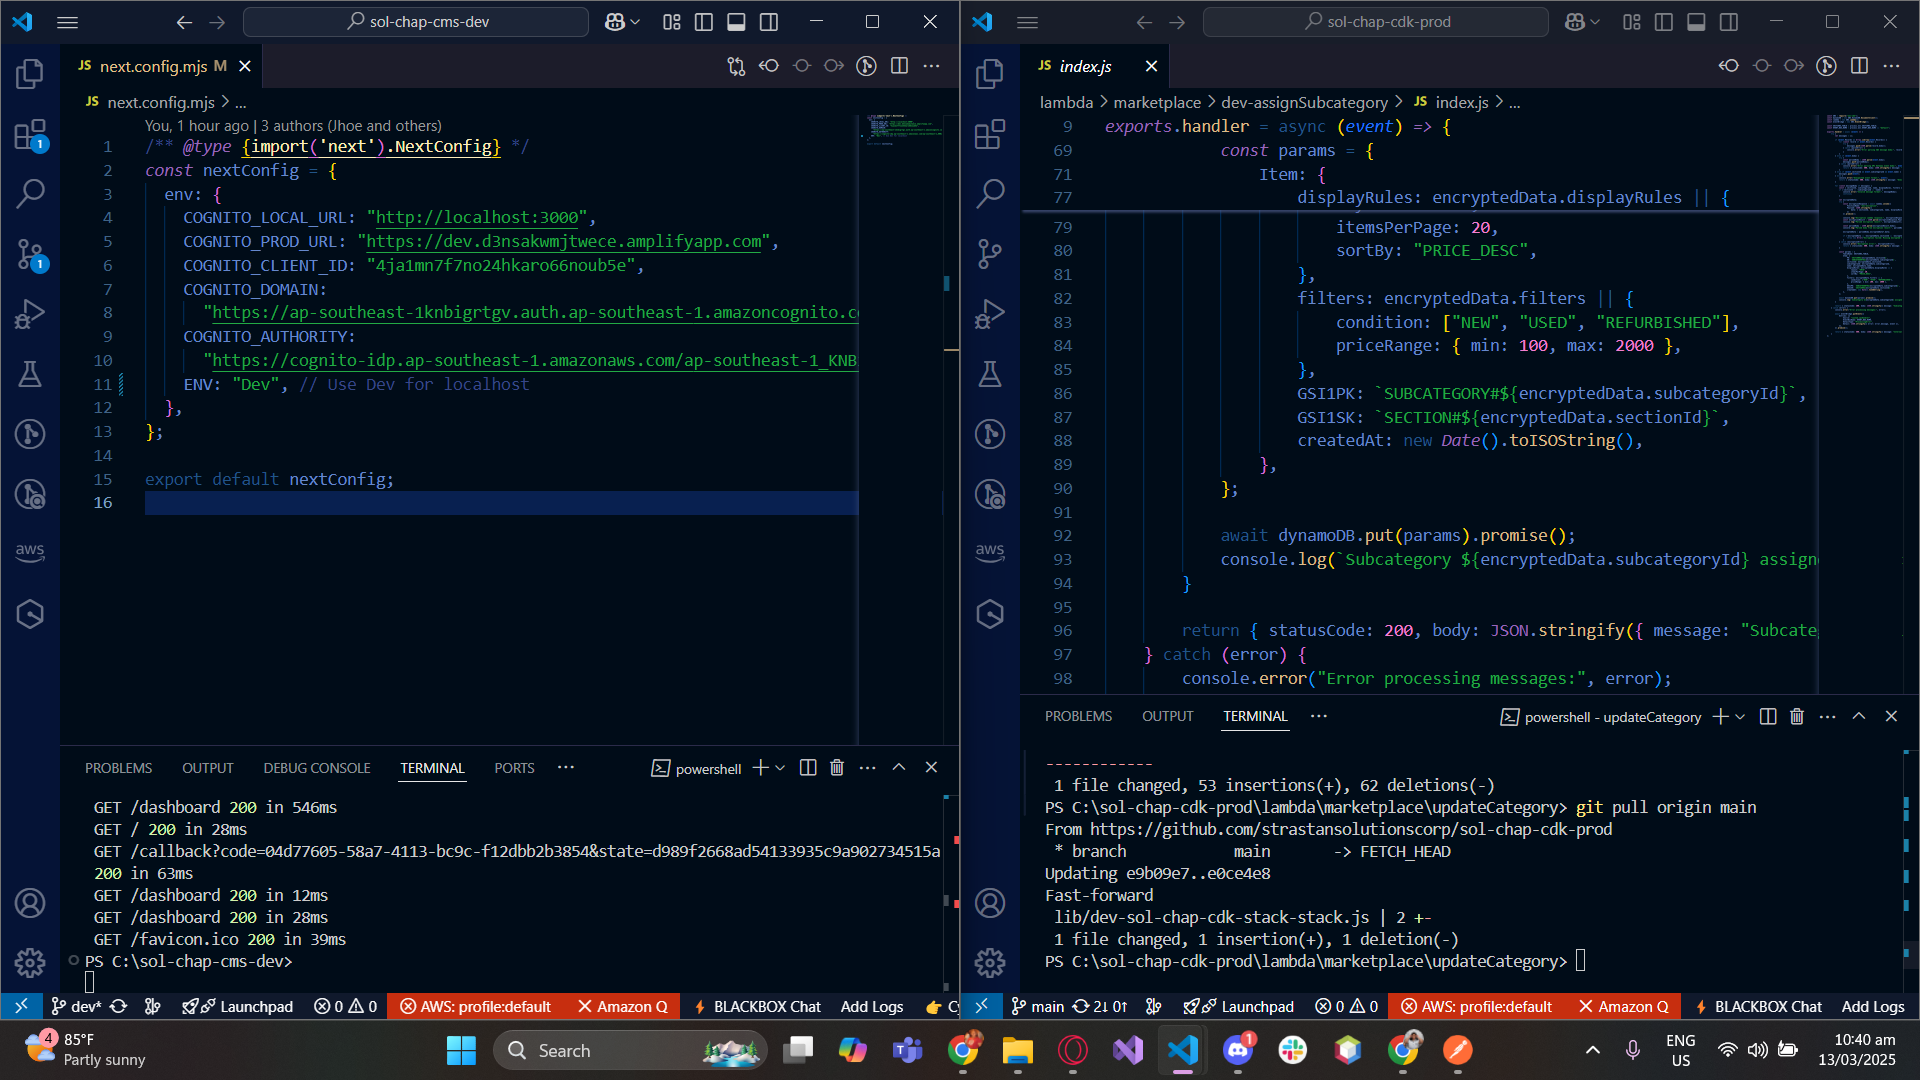 sol-chap-cms-dev
JS next.config.mjs M
JS next.config.mjs > ...
You, 1 hour ago | 3 authors (Jhoe and others)
1 /** @type {import('next').NextConfig} */
2 const nextConfig = {
3 env: {
4 COGNITO_LOCAL_URL: "http://localhost:3000",
5 COGNITO_PROD_URL: "https://dev.d3nsakwmjtwece.amplifyapp.com",
6 COGNITO_CLIENT_ID: "4ja1mn7f7no24hkaro66noub5e",
7 COGNITO_DOMAIN:
8 "https://ap-southeast-1knbigrtgv.auth.ap-southeast-1.amazoncognito.co
9 COGNITO_AUTHORITY:
10 "https://cognito-idp.ap-southeast-1.amazonaws.com/ap-southeast-1_KNB
11 ENV: "Dev", // Use Dev for localhost
12 },
13 };
14
15 export default nextConfig;
16
1
1
aws
PROBLEMS OUTPUT DEBUG CONSOLE TERMINAL PORTS ... powershell
GET /dashboard 200 in 546ms
GET / 200 in 28ms
GET /callback?code=04d77605-58a7-4113-bc9c-f12dbb2b3854&state=d989f2668ad54133935c9a902734515a
200 in 63ms
GET /dashboard 200 in 12ms
GET /dashboard 200 in 28ms
GET /favicon.ico 200 in 39ms
PS C:\sol-chap-cms-dev>
dev* Launchpad 0 0 AWS: profile:default Amazon Q BLACKBOX Chat Add Logs
sol-chap-cdk-prod
JS index.js
lambda > marketplace > dev-assignSubcategory > JS index.js > ...
9 exports.handler = async (event) => {
69 const params = {
71 Item: {
77 displayRules: encryptedData.displayRules || {
79 itemsPerPage: 20,
80 sortBy: "PRICE_DESC",
81 },
82 filters: encryptedData.filters || {
83 condition: ["NEW", "USED", "REFURBISHED"],
84 priceRange: { min: 100, max: 2000 },
85 },
86 GSI1PK: `SUBCATEGORY#${encryptedData.subcategoryId}`,
87 GSI1SK: `SECTION#${encryptedData.sectionId}`,
88 createdAt: new Date().toISOString(),
89 },
90 };
91
92 await dynamoDB.put(params).promise();
93 console.log(`Subcategory ${encryptedData.subcategoryId} assign
94 }
95
96 return { statusCode: 200, body: JSON.stringify({ message: "Subcate
97 } catch (error) {
98 console.error("Error processing messages:", error);
aws
PROBLEMS OUTPUT TERMINAL ... powershell - updateCategory
------------
1 file changed, 53 insertions(+), 62 deletions(-)
PS C:\sol-chap-cdk-prod\lambda\marketplace\updateCategory> git pull origin main
From https://github.com/strastansolutionscorp/sol-chap-cdk-prod
* branch main -> FETCH_HEAD
Updating e9b09e7..e0ce4e8
Fast-forward
lib/dev-sol-chap-cdk-stack-stack.js | 2 +-
1 file changed, 1 insertion(+), 1 deletion(-)
PS C:\sol-chap-cdk-prod\lambda\marketplace\updateCategory>
main 2↓ 0↑ Launchpad 0 0 AWS: profile:default Amazon Q BLACKBOX Chat Add Logs
4
85°F
Partly sunny
Search
1
ENG
US
10:40 am
13/03/2025